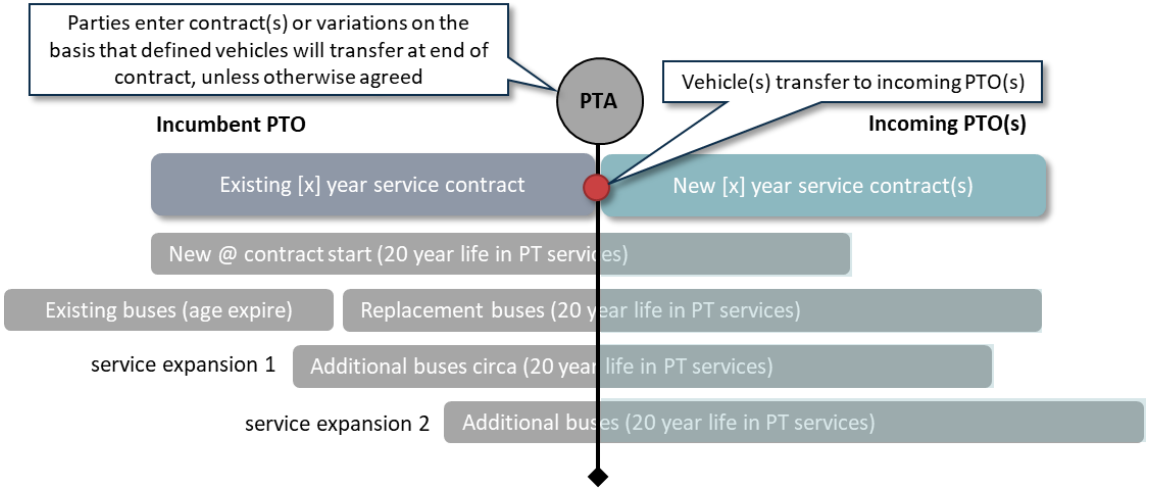 Parties enter contract(s) or variations on the
basis that defined vehicles will transfer at end of
contract, unless otherwise agreed
PTA
Vehicle(s) transfer to incoming PTO(s)
Incumbent PTO
Incoming PTO(s)
Existing [x] year service contract
New [x] year service contract(s)
New @ contract start (20 year life in PT services)
Existing buses (age expire)
Replacement buses (20 year life in PT services)
service expansion 1
Additional buses circa (20 year life in PT services)
service expansion 2
Additional buses (20 year life in PT services)